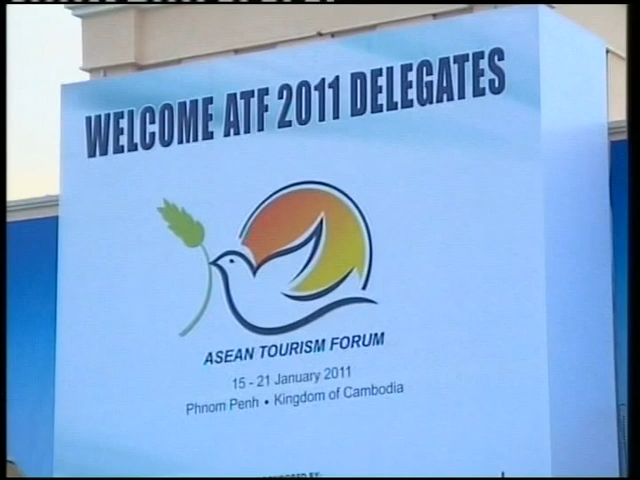 WELCOME ATF 2011 DELEGATES
ASEAN TOURISM FORUM
15 - 21 January 2011
Phnom Penh • Kingdom of Cambodia